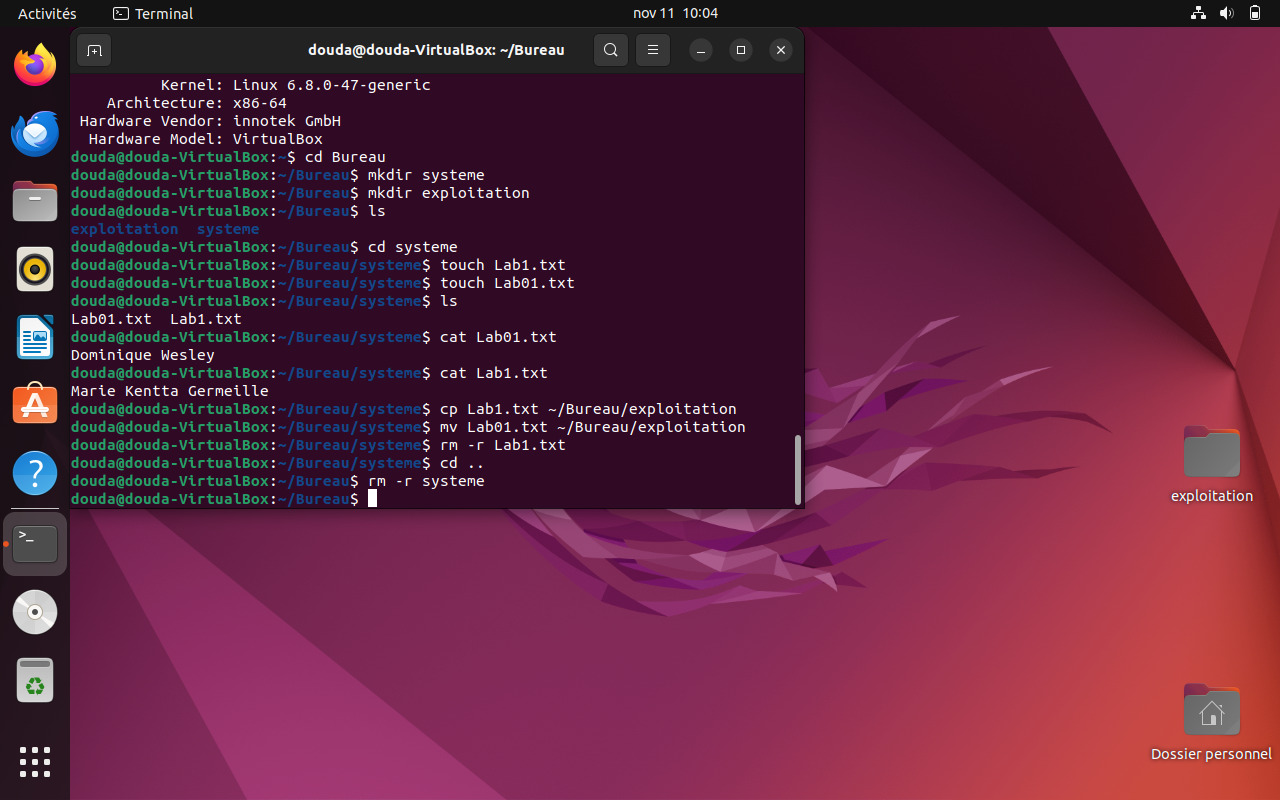 Activités
Terminal
nov 11 10:04
douda@douda-VirtualBox: ~/Bureau
Kernel: Linux 6.8.0-47-generic
Architecture: x86-64
Hardware Vendor: innotek GmbH
Hardware Model: VirtualBox
douda@douda-VirtualBox:~$ cd Bureau
douda@douda-VirtualBox:~/Bureau$ mkdir systeme
douda@douda-VirtualBox:~/Bureau$ mkdir exploitation
douda@douda-VirtualBox:~/Bureau$ ls
exploitation  systeme
douda@douda-VirtualBox:~/Bureau$ cd systeme
douda@douda-VirtualBox:~/Bureau/systeme$ touch Lab1.txt
douda@douda-VirtualBox:~/Bureau/systeme$ touch Lab01.txt
douda@douda-VirtualBox:~/Bureau/systeme$ ls
Lab01.txt  Lab1.txt
douda@douda-VirtualBox:~/Bureau/systeme$ cat Lab01.txt
Dominique Wesley
douda@douda-VirtualBox:~/Bureau/systeme$ cat Lab1.txt
Marie Kentta Germeille
douda@douda-VirtualBox:~/Bureau/systeme$ cp Lab1.txt ~/Bureau/exploitation
douda@douda-VirtualBox:~/Bureau/systeme$ mv Lab01.txt ~/Bureau/exploitation
douda@douda-VirtualBox:~/Bureau/systeme$ rm -r Lab1.txt
douda@douda-VirtualBox:~/Bureau/systeme$ cd ..
douda@douda-VirtualBox:~/Bureau$ rm -r systeme
douda@douda-VirtualBox:~/Bureau$
exploitation
Dossier personnel